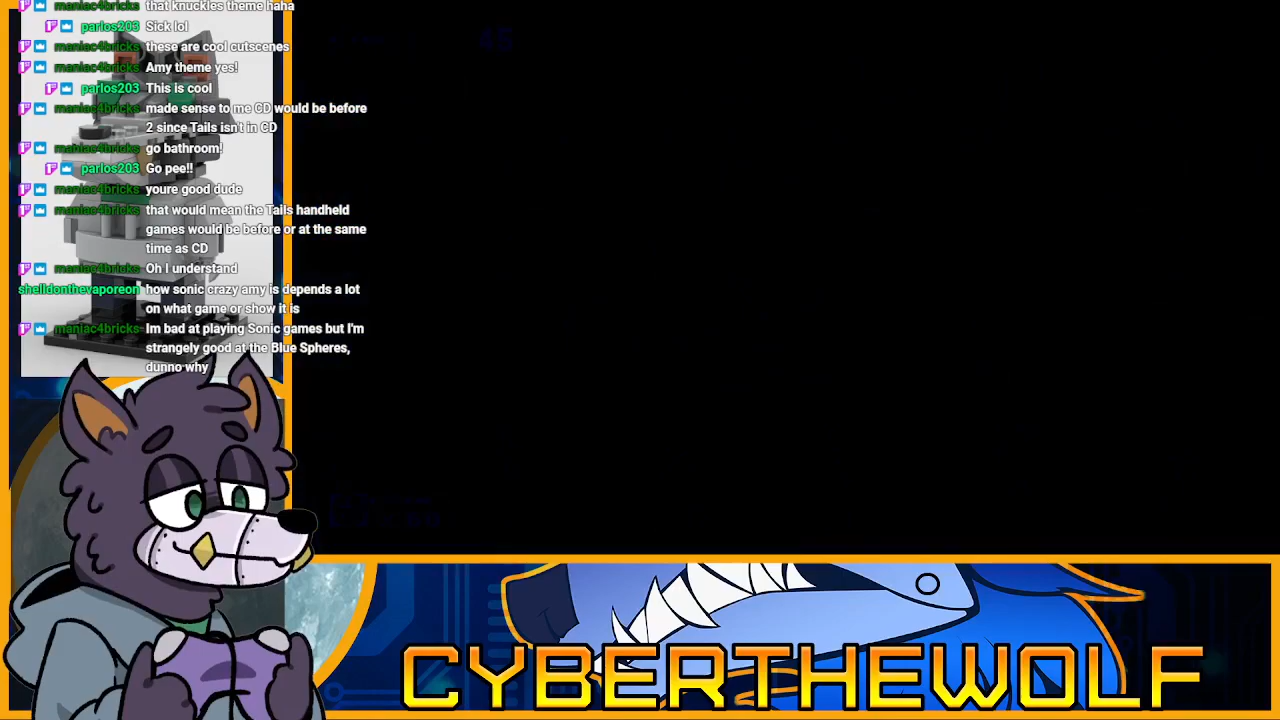 maniac4bricks that knuckles theme haha
parlos203 Sick lol
maniac4bricks these are cool cutscenes
maniac4bricks Amy theme yes!
parlos203 This is cool
maniac4bricks made sense to me CD would be before
2 since Tails isn't in CD
maniac4bricks go bathroom!
parlos203 Go pee!!
maniac4bricks youre good dude
maniac4bricks that would mean the Tails handheld
games would be before or at the same
time as CD
maniac4bricks Oh I understand
shelldonthevaporeon how sonic crazy amy is depends a lot
on what game or show it is
maniac4bricks Im bad at playing Sonic games but I'm
strangely good at the Blue Spheres,
dunno why
CYBERTHEWOLF